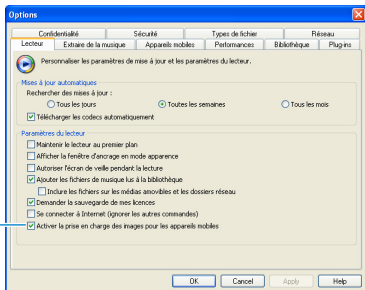 Options
Confidentialité Sécurité Types de fichier Réseau
Lecteur Extraire de la musique Appareils mobiles Performances Bibliothèque Plug-ins
Personnaliser les paramètres de mise à jour et les paramètres du lecteur.
Mises à jour automatiques
Rechercher des mises à jour :
Tous les jours Toutes les semaines Tous les mois
Télécharger les codecs automatiquement
Paramètres du lecteur
Maintenir le lecteur au premier plan
Afficher la fenêtre d'ancrage en mode apparence
Autoriser l'écran de veille pendant la lecture
Ajouter les fichiers de musique lus à la bibliothèque
Inclure les fichiers sur les médias amovibles et les dossiers réseau
Demander la sauvegarde de mes licences
Se connecter à Internet (ignorer les autres commandes)
Activer la prise en charge des images pour les appareils mobiles
OK Cancel Apply Help